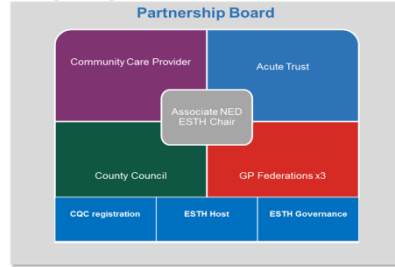 Partnership Board
Community Care Provider
Acute Trust
Associate NED
ESTH Chair
County Council
GP Federations x3
CQC registration
ESTH Host
ESTH Governance